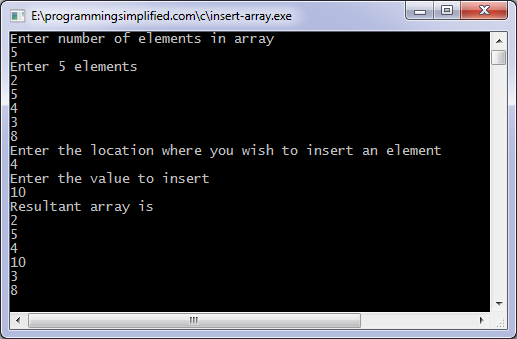 E:\programmingsimplified.com\c\insert-array.exe
Enter number of elements in array
5
Enter 5 elements
2
5
4
3
8
Enter the location where you wish to insert an element
4
Enter the value to insert
10
Resultant array is
2
5
4
10
3
8